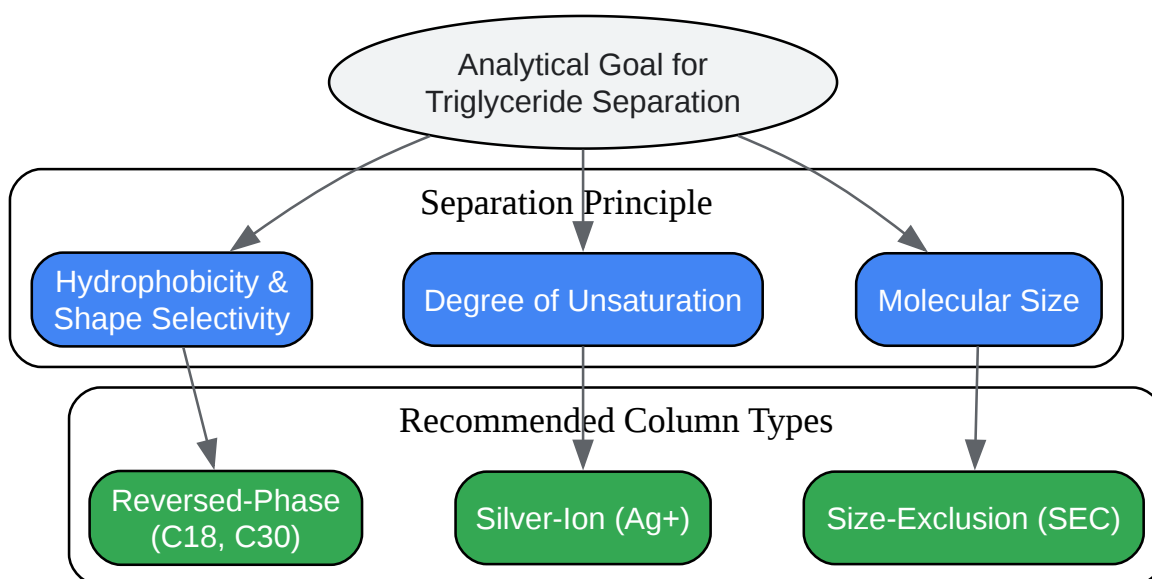 Analytical Goal for
Triglyceride Separation
Separation Principle
Hydrophobicity &
Shape Selectivity
Degree of Unsaturation
Molecular Size
Recommended Column Types
Reversed-Phase
(C18, C30)
Silver-Ion (Ag+)
Size-Exclusion (SEC)